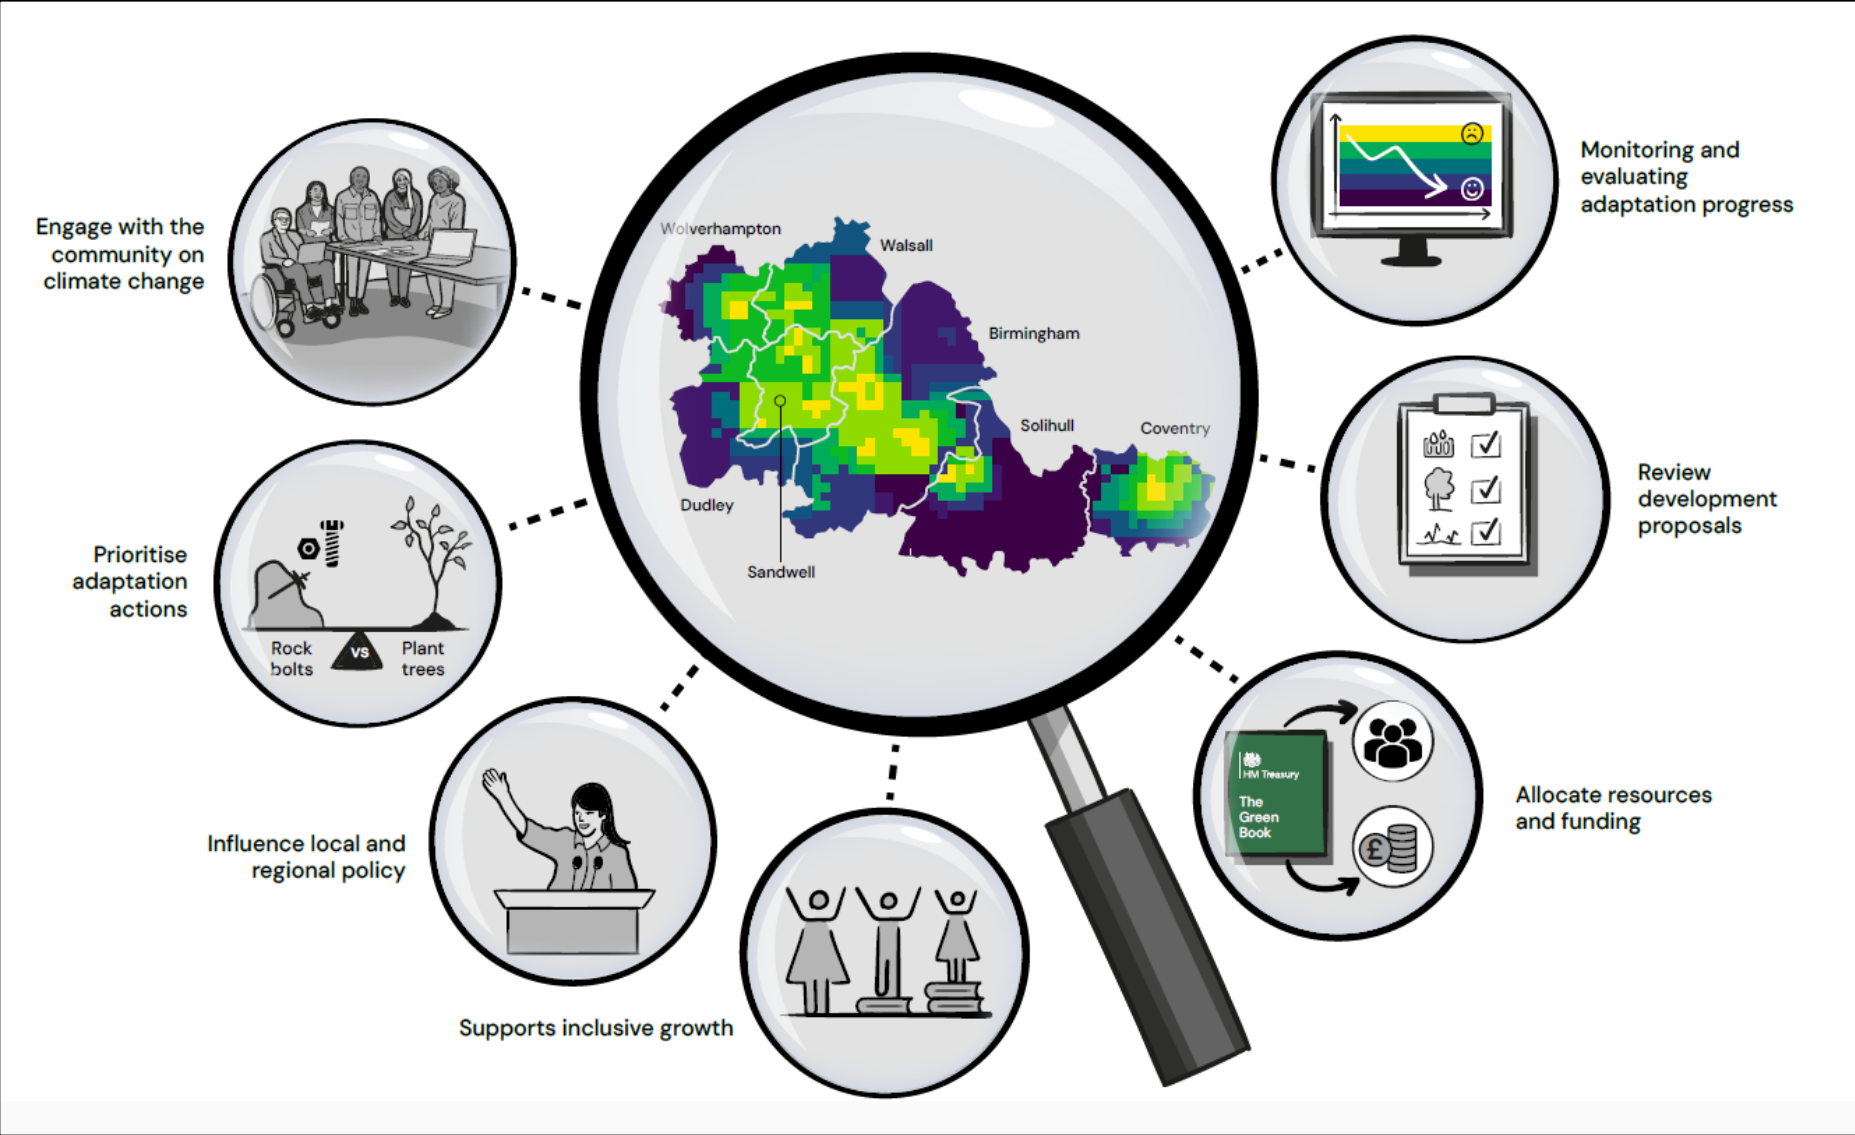 Engage with the
community on
climate change
Wolverhampton
Walsall
Birmingham
Solihull
Coventry
Dudley
Sandwell
Monitoring and
evaluating
adaptation progress
Review
development
proposals
Prioritise
adaptation
actions
Rock
bolts
VS
Plant
trees
Influence local and
regional policy
Supports inclusive growth
HM Treasury
The
Green
Book
£
Allocate resources
and funding